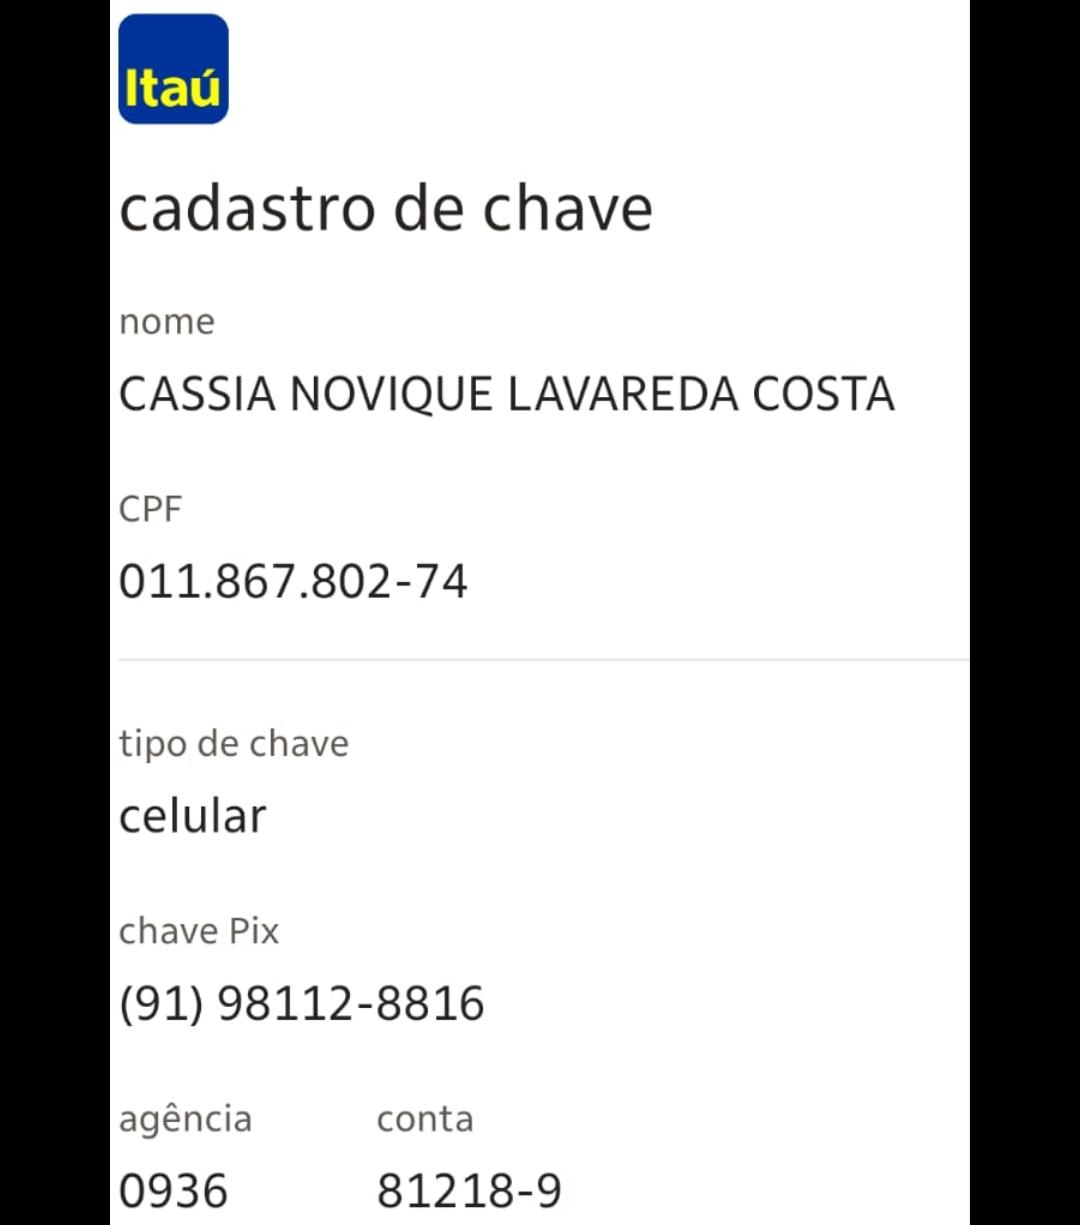 Itaú
cadastro de chave
nome
CASSIA NOVIQUE LAVAREDA COSTA
CPF
011.867.802-74
tipo de chave
celular
chave Pix
(91) 98112-8816
agência conta
0936 81218-9